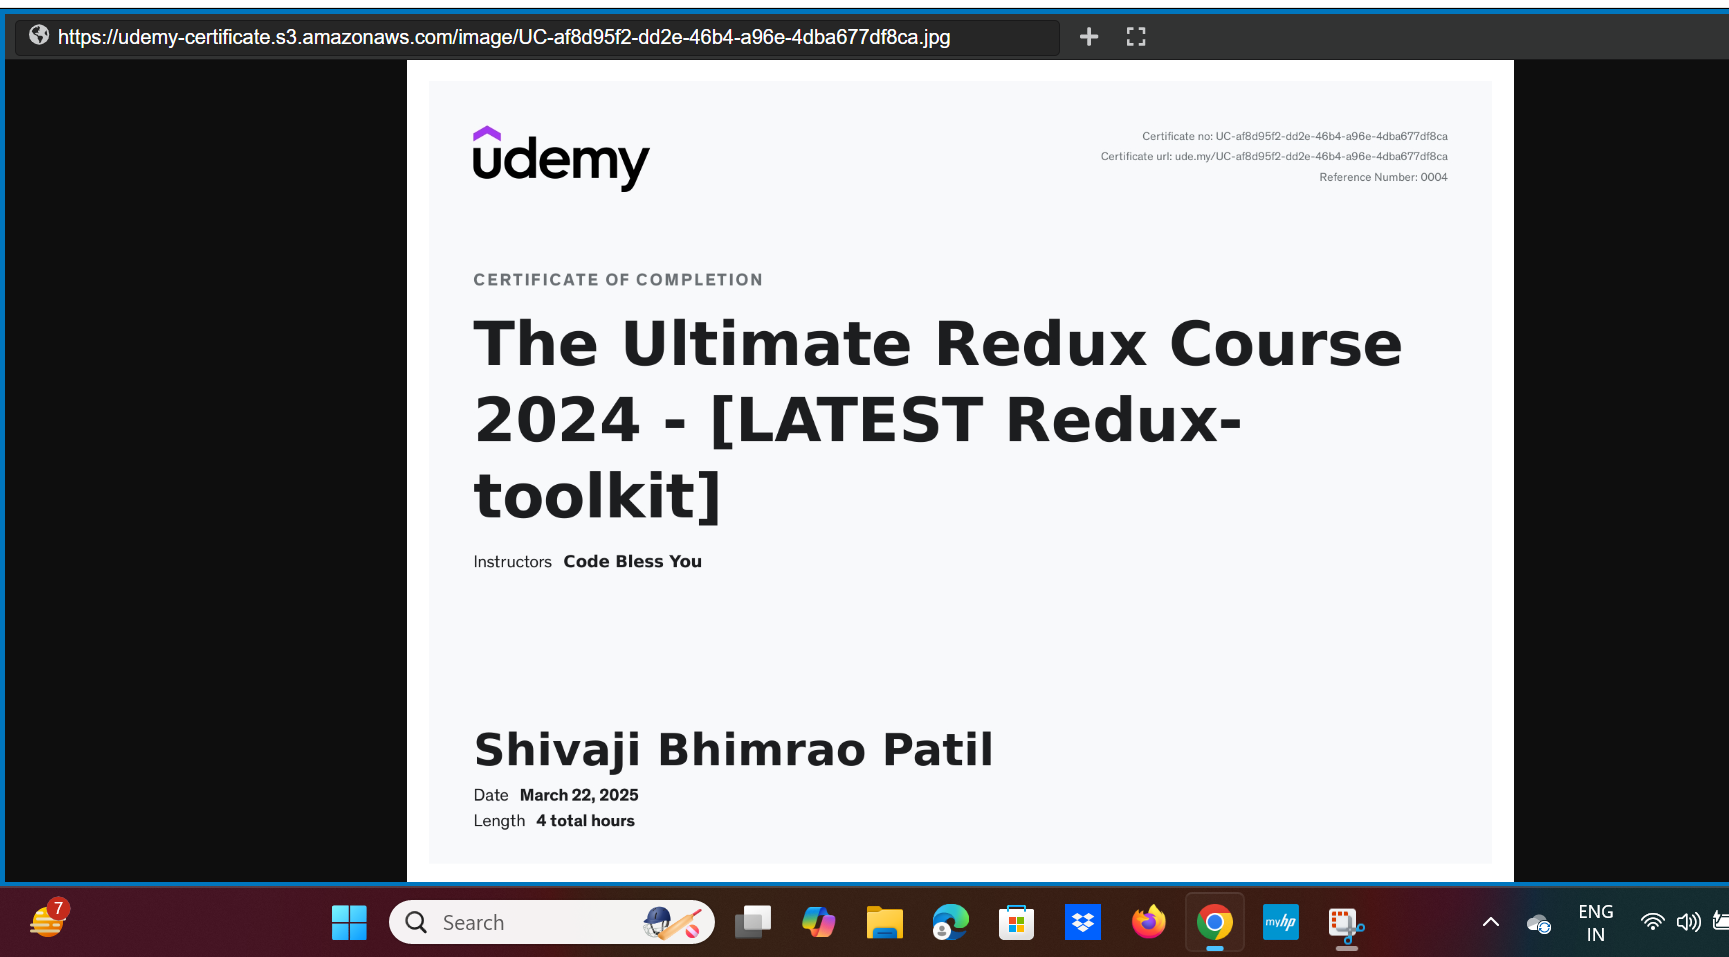 https://udemy-certificate.s3.amazonaws.com/image/UC-af8d95f2-dd2e-46b4-a96e-4dba677df8ca.jpg
udemy
Certificate no: UC-af8d95f2-dd2e-46b4-a96e-4dba677df8ca
Certificate url: ude.my/UC-af8d95f2-dd2e-46b4-a96e-4dba677df8ca
Reference Number: 0004
CERTIFICATE OF COMPLETION
The Ultimate Redux Course
2024 - [LATEST Redux-
toolkit]
Instructors Code Bless You
Shivaji Bhimrao Patil
Date March 22, 2025
Length 4 total hours
7
Search
myhp
ENG
IN